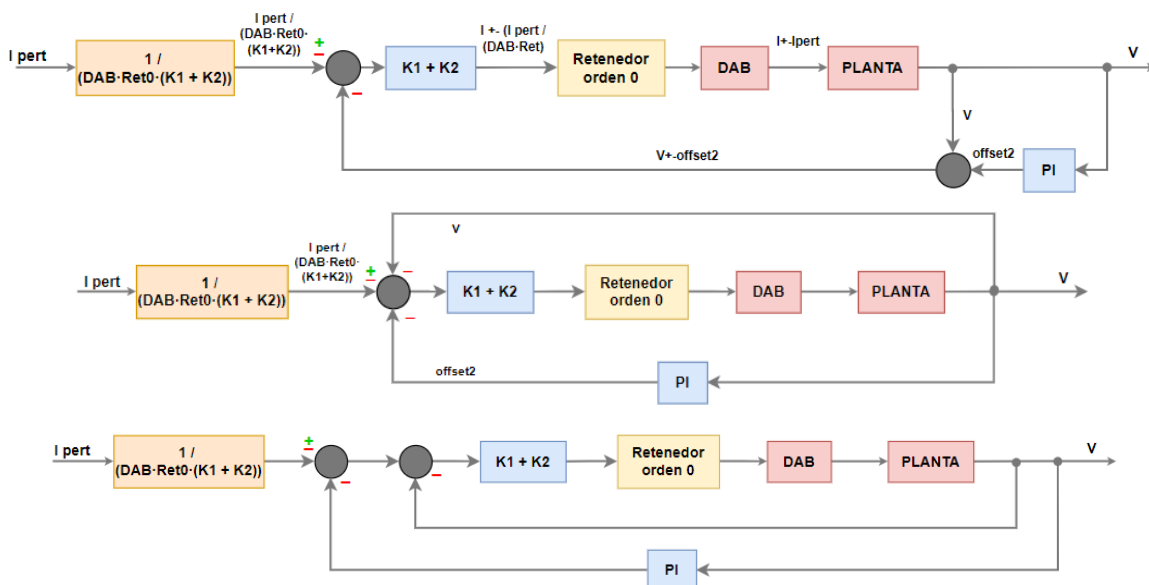 I pert /
(DAB·Ret0·
(K1+K2))
I +- (I pert /
(DAB·Ret)
I+-Ipert
I pert
1 /
(DAB·Ret0·(K1 + K2))
+
−
−
K1 + K2
Retenedor
orden 0
DAB
PLANTA
V
V
V+-offset2
offset2
PI
V
I pert /
(DAB·Ret0·
(K1+K2))
I pert
1 /
(DAB·Ret0·(K1 + K2))
+
−
−
−
K1 + K2
Retenedor
orden 0
DAB
PLANTA
V
offset2
PI
I pert
1 /
(DAB·Ret0·(K1 + K2))
+
−
−
−
K1 + K2
Retenedor
orden 0
DAB
PLANTA
V
PI